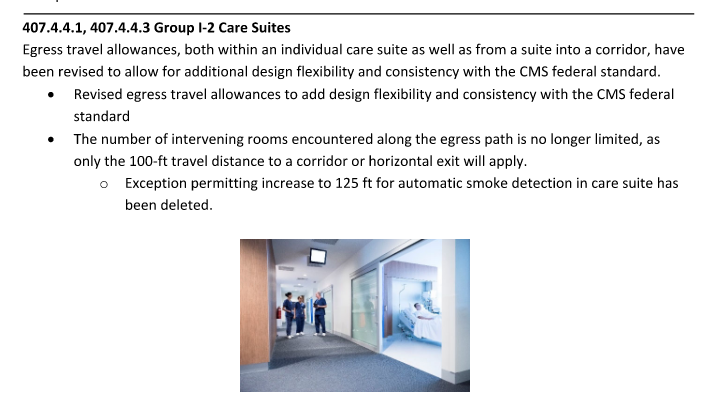 407.4.4.1, 407.4.4.3 Group I-2 Care Suites
Egress travel allowances, both within an individual care suite as well as from a suite into a corridor, have
been revised to allow for additional design flexibility and consistency with the CMS federal standard.
• Revised egress travel allowances to add design flexibility and consistency with the CMS federal
standard
• The number of intervening rooms encountered along the egress path is no longer limited, as
only the 100-ft travel distance to a corridor or horizontal exit will apply.
o Exception permitting increase to 125 ft for automatic smoke detection in care suite has
been deleted.